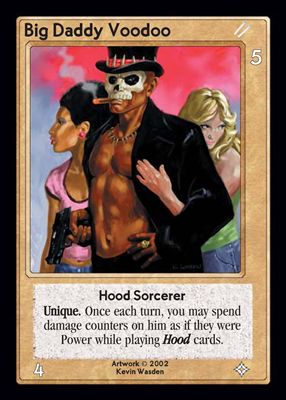 Big Daddy Voodoo
5
Hood Sorcerer
Unique. Once each turn, you may spend
damage counters on him as if they were
Power while playing Hood cards.
4
Artwork © 2002
Kevin Wasden